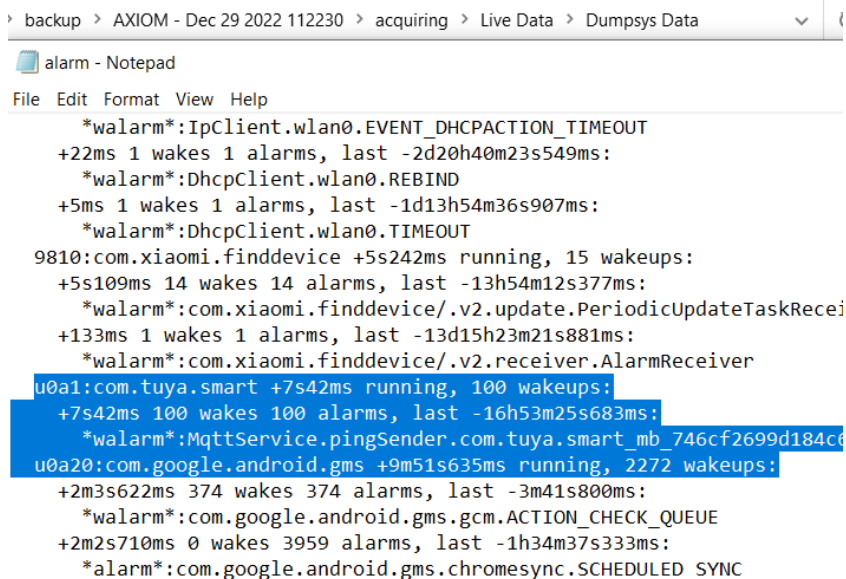 backup > AXIOM - Dec 29 2022 112230 > acquiring > Live Data > Dumpsys Data
alarm - Notepad
File Edit Format View Help
*walarm*:IpClient.wlan0.EVENT_DHCPACTION_TIMEOUT
+22ms 1 wakes 1 alarms, last -2d20h40m23s549ms:
*walarm*:DhcpClient.wlan0.REBIND
+5ms 1 wakes 1 alarms, last -1d13h54m36s907ms:
*walarm*:DhcpClient.wlan0.TIMEOUT
9810:com.xiaomi.finddevice +5s242ms running, 15 wakeups:
+5s109ms 14 wakes 14 alarms, last -13h54m12s377ms:
*walarm*:com.xiaomi.finddevice/.v2.update.PeriodicUpdateTaskRecei
+133ms 1 wakes 1 alarms, last -13d15h23m21s881ms:
*walarm*:com.xiaomi.finddevice/.v2.receiver.AlarmReceiver
u0a1:com.tuya.smart +7s42ms running, 100 wakeups:
+7s42ms 100 wakes 100 alarms, last -16h53m25s683ms:
*walarm*:MqttService.pingSender.com.tuya.smart_mb_746cf2699d184c6
u0a20:com.google.android.gms +9m51s635ms running, 2272 wakeups:
+2m3s622ms 374 wakes 374 alarms, last -3m41s800ms:
*walarm*:com.google.android.gms.gcm.ACTION_CHECK_QUEUE
+2m2s710ms 0 wakes 3959 alarms, last -1h34m37s333ms:
*alarm*:com.google.android.gms.chromesync.SCHEDULED_SYNC